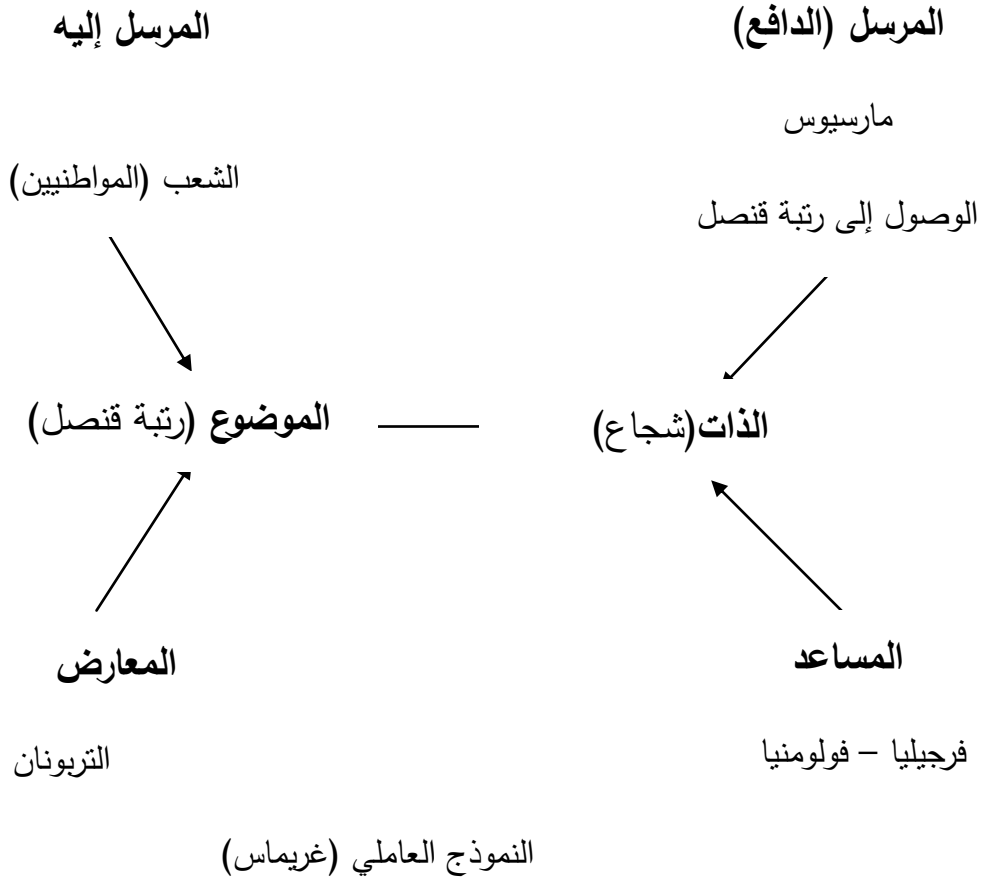 المرسل (الدافع)
المرسل إليه
مارسيوس
الشعب (المواطنيين)
الوصول إلى رتبة قنصل
الذات(شجاع)
الموضوع (رتبة قنصل)
المساعد
المعارض
فرجيليا – فولومنيا
التربونان
النموذج العاملي (غريماس)